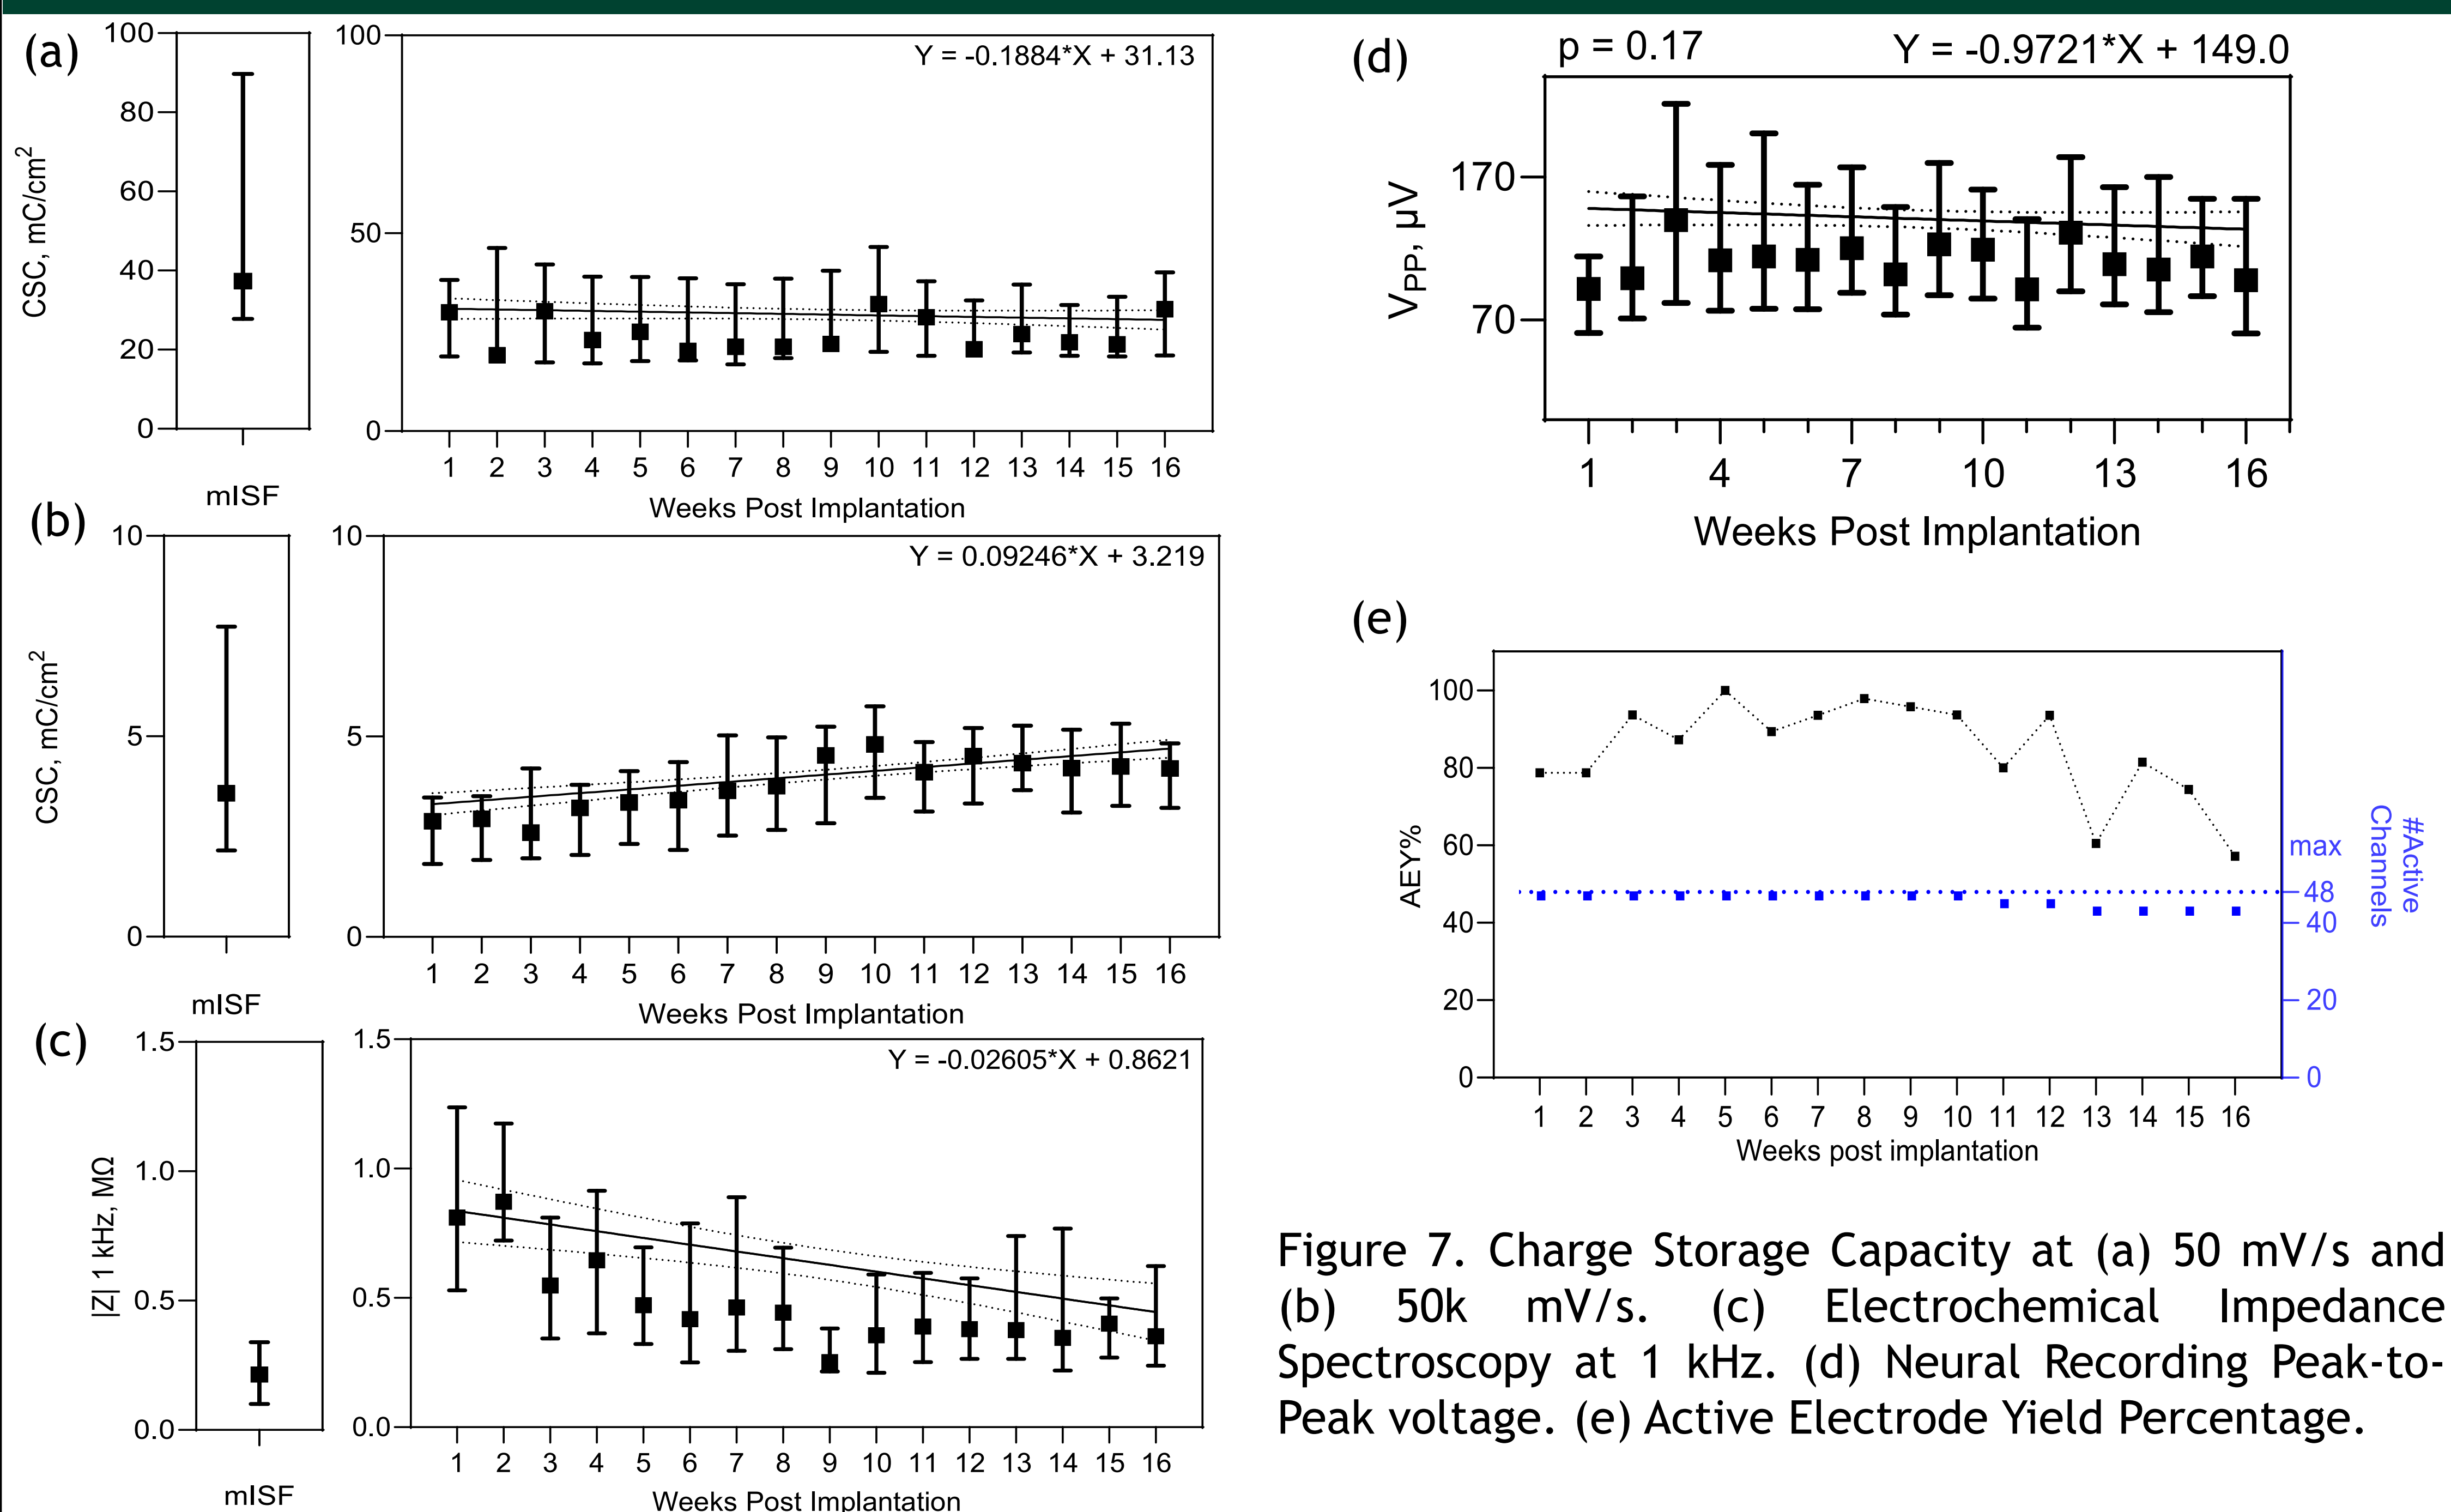 (a)
CSC, mC/cm²
100
80
60
40
20
0
mISF
100
50
0
Y = -0.1884*X + 31.13
1 2 3 4 5 6 7 8 9 10 11 12 13 14 15 16
Weeks Post Implantation
(b)
CSC, mC/cm²
10
5
0
mISF
10
5
0
Y = 0.09246*X + 3.219
1 2 3 4 5 6 7 8 9 10 11 12 13 14 15 16
Weeks Post Implantation
(c)
|Z| 1 kHz, MΩ
1.5
1.0
0.5
0.0
mISF
1.5
1.0
0.5
0.0
Y = -0.02605*X + 0.8621
1 2 3 4 5 6 7 8 9 10 11 12 13 14 15 16
Weeks Post Implantation
(d)
p = 0.17 Y = -0.9721*X + 149.0
VPP, µV
170
70
1 4 7 10 13 16
Weeks Post Implantation
(e)
AEY%
100
80
60
40
20
0
max
48
40
20
0
#Active
Channels
1 2 3 4 5 6 7 8 9 10 11 12 13 14 15 16
Weeks post implantation
Figure 7. Charge Storage Capacity at (a) 50 mV/s and
(b) 50k mV/s. (c) Electrochemical Impedance
Spectroscopy at 1 kHz. (d) Neural Recording Peak-to-
Peak voltage. (e) Active Electrode Yield Percentage.